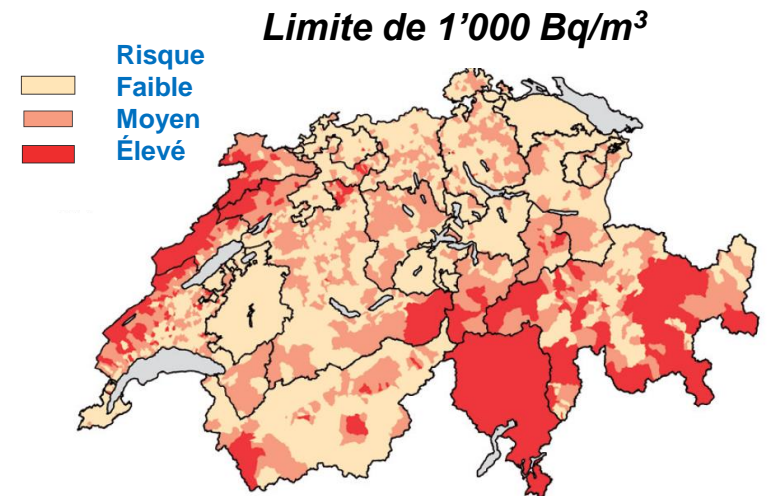 Limite de 1’000 Bq/m³
Risque
Faible
Moyen
Élevé